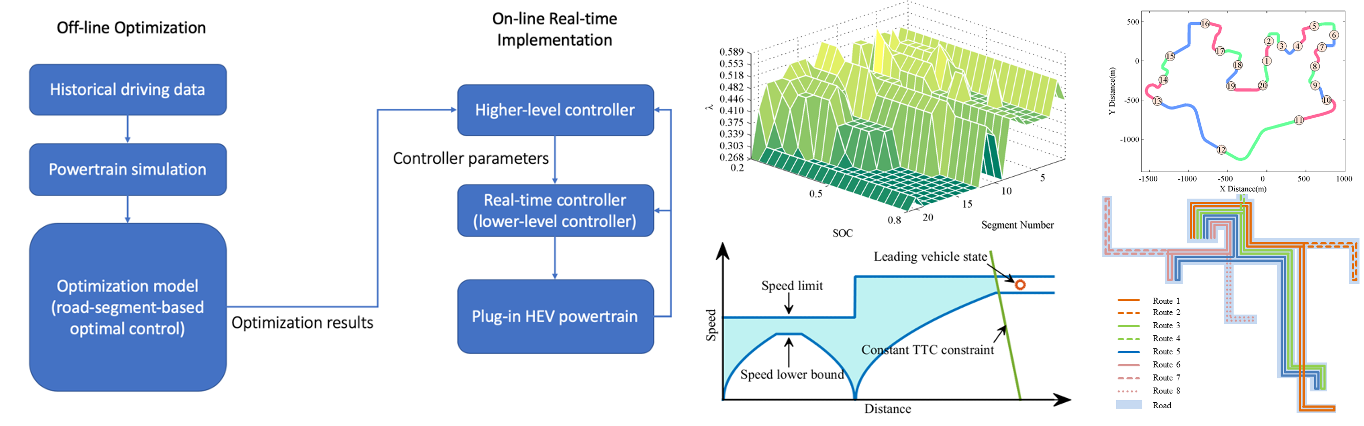 Off-line Optimization
Historical driving data
Powertrain simulation
Optimization model
(road-segment-based
optimal control)
Optimization results
On-line Real-time
Implementation
Higher-level controller
Controller parameters
Real-time controller
(lower-level controller)
Plug-in HEV powertrain
λ
0.589
0.553
0.518
0.482
0.446
0.410
0.375
0.339
0.303
0.268
0.2
0.5
0.8
SOC
20
15
10
5
Segment Number
Speed
Leading vehicle state
Speed limit
Constant TTC constraint
Speed lower bound
Distance
Y Distance(m)
500
0
-500
-1000
-1500
-1000
-500
0
500
1000
X Distance(m)
1
2
3
4
5
6
7
8
9
10
11
12
13
14
15
16
17
18
19
20
Route 1
Route 2
Route 3
Route 4
Route 5
Route 6
Route 7
Route 8
Road